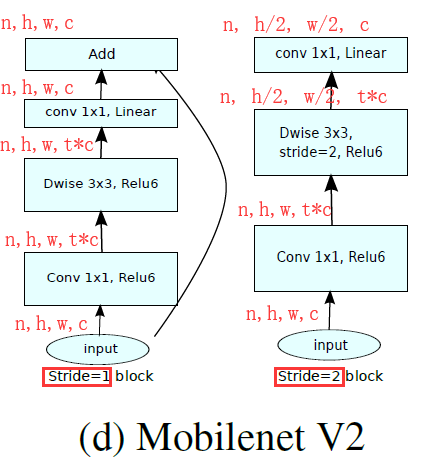 n,h,w,c
Add
n,h,w,c
conv 1x1, Linear
n,h,w,t*c
Dwise 3x3, Relu6
n,h,w,t*c
Conv 1x1, Relu6
n,h,w,c
input
Stride=1 block
n, h/2, w/2, c
conv 1x1, Linear
n, h/2, w/2, t*c
Dwise 3x3,
stride=2, Relu6
n,h,w,t*c
Conv 1x1, Relu6
n,h,w,c
input
Stride=2 block
(d) Mobilenet V2